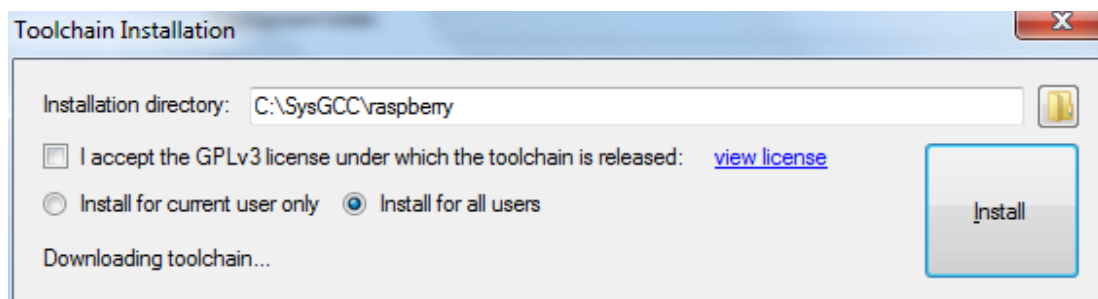 Toolchain Installation
Installation directory: C:\SysGCC\raspberry
I accept the GPLv3 license under which the toolchain is released: view license
Install for current user only Install for all users
Install
Downloading toolchain...